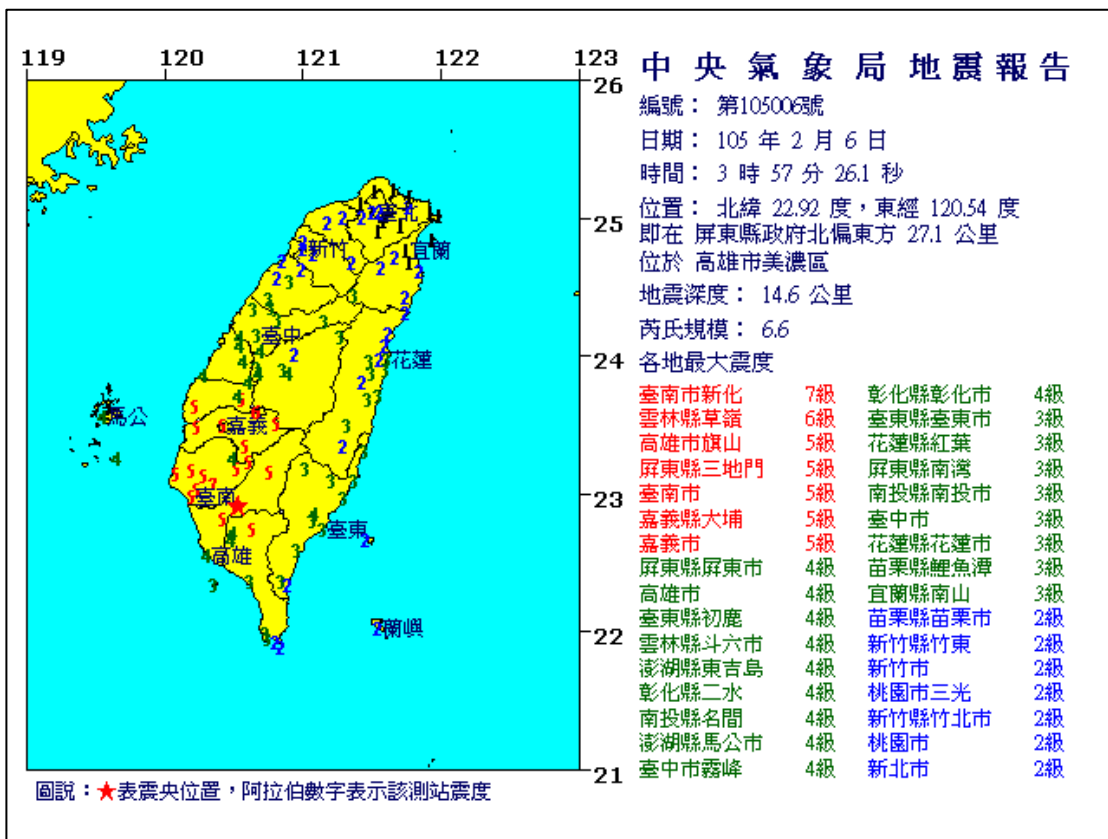 119 120 121 122 123
26
25
24
23
22
21
臺北
新竹
宜蘭
臺中
花蓮
馬公
嘉義
臺南
臺東
高雄
蘭嶼
圖說：★表震央位置，阿拉伯數字表示該測站震度
中央氣象局地震報告
編號： 第105006號
日期： 105 年 2 月 6 日
時間： 3 時 57 分 26.1 秒
位置： 北緯 22.92 度，東經 120.54 度
即在 屏東縣政府北偏東方 27.1 公里
位於 高雄市美濃區
地震深度： 14.6 公里
芮氏規模： 6.6
各地最大震度
臺南市新化 7級 彰化縣彰化市 4級
雲林縣草嶺 6級 臺東縣臺東市 3級
高雄市旗山 5級 花蓮縣紅葉 3級
屏東縣三地門 5級 屏東縣南灣 3級
臺南市 5級 南投縣南投市 3級
嘉義縣大埔 5級 臺中市 3級
嘉義市 5級 花蓮縣花蓮市 3級
屏東縣屏東市 4級 苗栗縣鯉魚潭 3級
高雄市 4級 宜蘭縣南山 3級
臺東縣初鹿 4級 苗栗縣苗栗市 2級
雲林縣斗六市 4級 新竹縣竹東 2級
澎湖縣東吉島 4級 新竹市 2級
彰化縣二水 4級 桃園市三光 2級
南投縣名間 4級 新竹縣竹北市 2級
澎湖縣馬公市 4級 桃園市 2級
臺中市霧峰 4級 新北市 2級